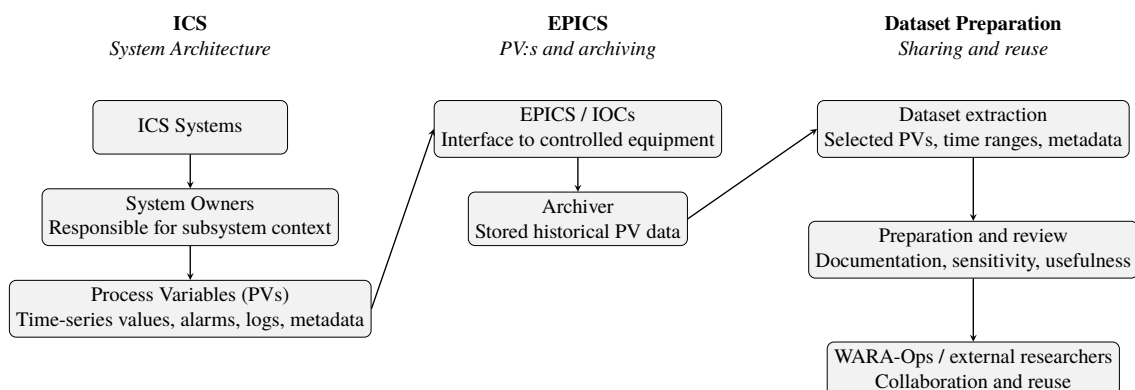 ICS
System Architecture
ICS Systems
System Owners
Responsible for subsystem context
Process Variables (PVs)
Time-series values, alarms, logs, metadata
EPICS
PV:s and archiving
EPICS / IOCs
Interface to controlled equipment
Archiver
Stored historical PV data
Dataset Preparation
Sharing and reuse
Dataset extraction
Selected PVs, time ranges, metadata
Preparation and review
Documentation, sensitivity, usefulness
WARA-Ops / external researchers
Collaboration and reuse